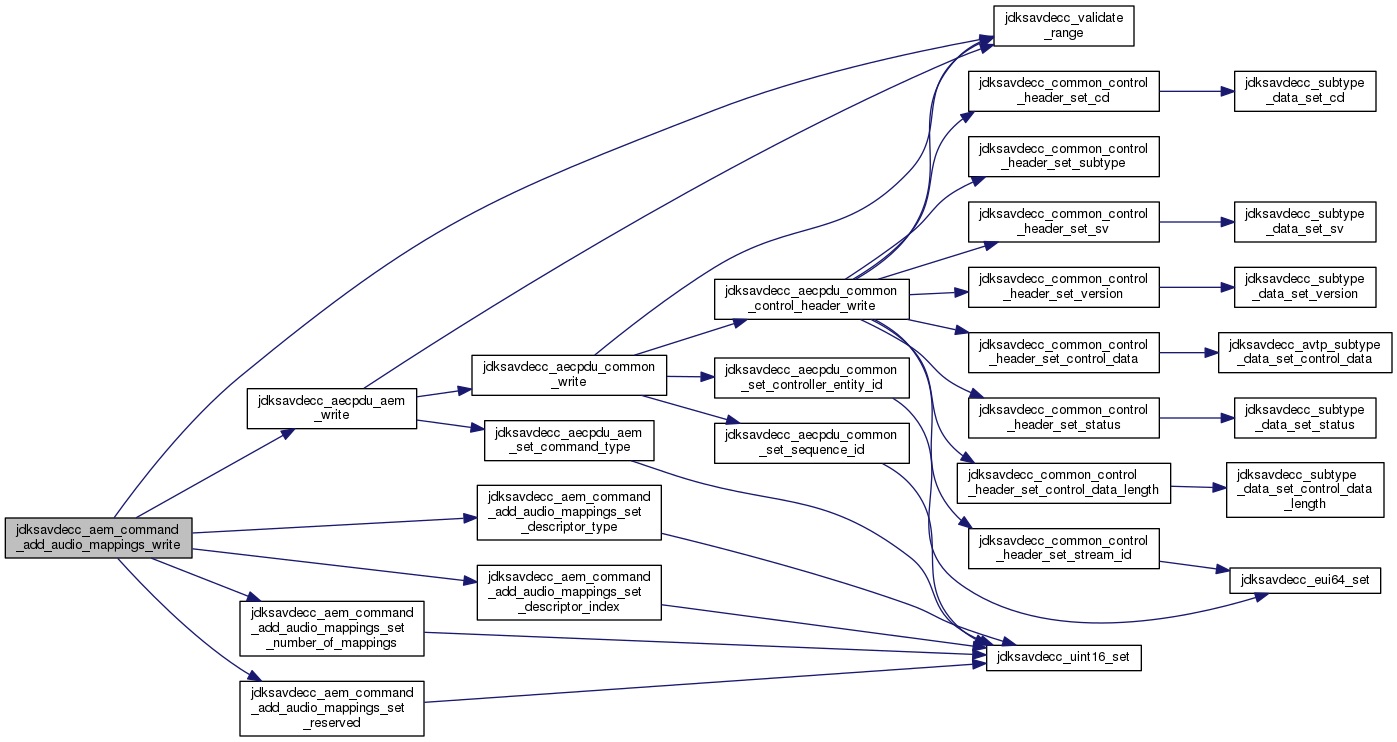 jdksavdecc_aem_command
_add_audio_mappings_write
jdksavdecc_validate
_range
jdksavdecc_aecpdu_aem
_write
jdksavdecc_aecpdu_common
_write
jdksavdecc_aecpdu_aem
_set_command_type
jdksavdecc_aecpdu_common
_control_header_write
jdksavdecc_aecpdu_common
_set_controller_entity_id
jdksavdecc_aecpdu_common
_set_sequence_id
jdksavdecc_common_control
_header_set_cd
jdksavdecc_subtype
_data_set_cd
jdksavdecc_common_control
_header_set_subtype
jdksavdecc_common_control
_header_set_sv
jdksavdecc_subtype
_data_set_sv
jdksavdecc_common_control
_header_set_version
jdksavdecc_subtype
_data_set_version
jdksavdecc_common_control
_header_set_control_data
jdksavdecc_avtp_subtype
_data_set_control_data
jdksavdecc_common_control
_header_set_status
jdksavdecc_subtype
_data_set_status
jdksavdecc_common_control
_header_set_control_data_length
jdksavdecc_subtype
_data_set_control_data
_length
jdksavdecc_common_control
_header_set_stream_id
jdksavdecc_eui64_set
jdksavdecc_aem_command
_add_audio_mappings_set
_descriptor_type
jdksavdecc_aem_command
_add_audio_mappings_set
_descriptor_index
jdksavdecc_aem_command
_add_audio_mappings_set
_number_of_mappings
jdksavdecc_aem_command
_add_audio_mappings_set
_reserved
jdksavdecc_uint16_set